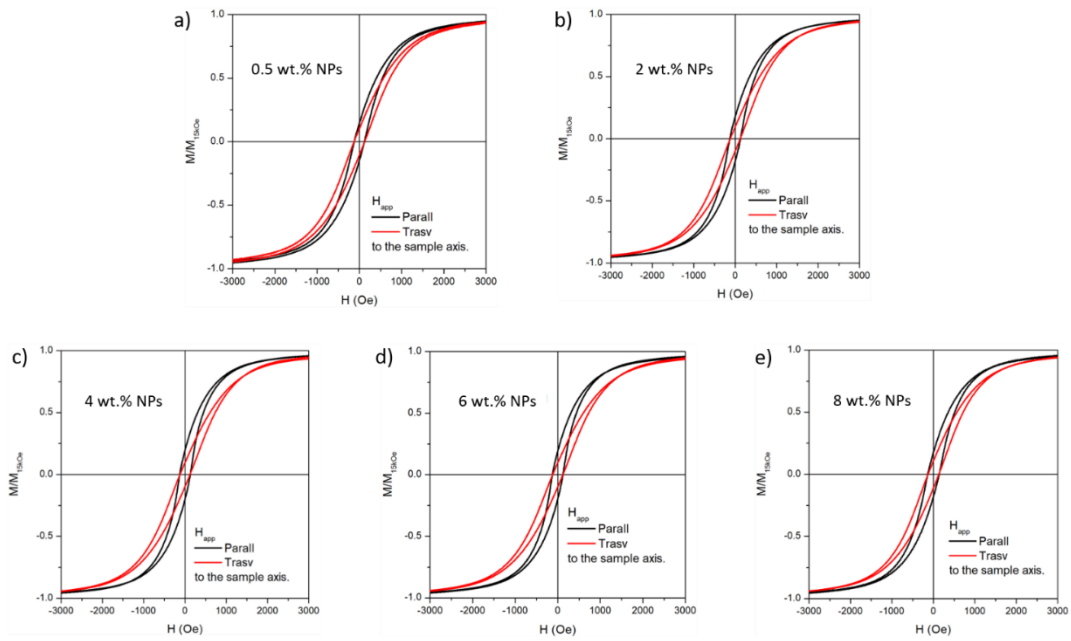 a)
0.5 wt.% NPs
1.0
0.5
0.0
-0.5
-1.0
M/M15kOe
-3000 -2000 -1000 0 1000 2000 3000
H (Oe)
Happ
Parall
Trasv
to the sample axis.
b)
2 wt.% NPs
1.0
0.5
0.0
-0.5
-1.0
M/M15kOe
-3000 -2000 -1000 0 1000 2000 3000
H (Oe)
Happ
Parall
Trasv
to the sample axis.
c)
4 wt.% NPs
1.0
0.5
0.0
-0.5
-1.0
M/M15kOe
-3000 -2000 -1000 0 1000 2000 3000
H (Oe)
Happ
Parall
Trasv
to the sample axis.
d)
6 wt.% NPs
1.0
0.5
0.0
-0.5
-1.0
M/M15kOe
-3000 -2000 -1000 0 1000 2000 3000
H (Oe)
Happ
Parall
Trasv
to the sample axis.
e)
8 wt.% NPs
1.0
0.5
0.0
-0.5
-1.0
M/M15kOe
-3000 -2000 -1000 0 1000 2000 3000
H (Oe)
Happ
Parall
Trasv
to the sample axis.